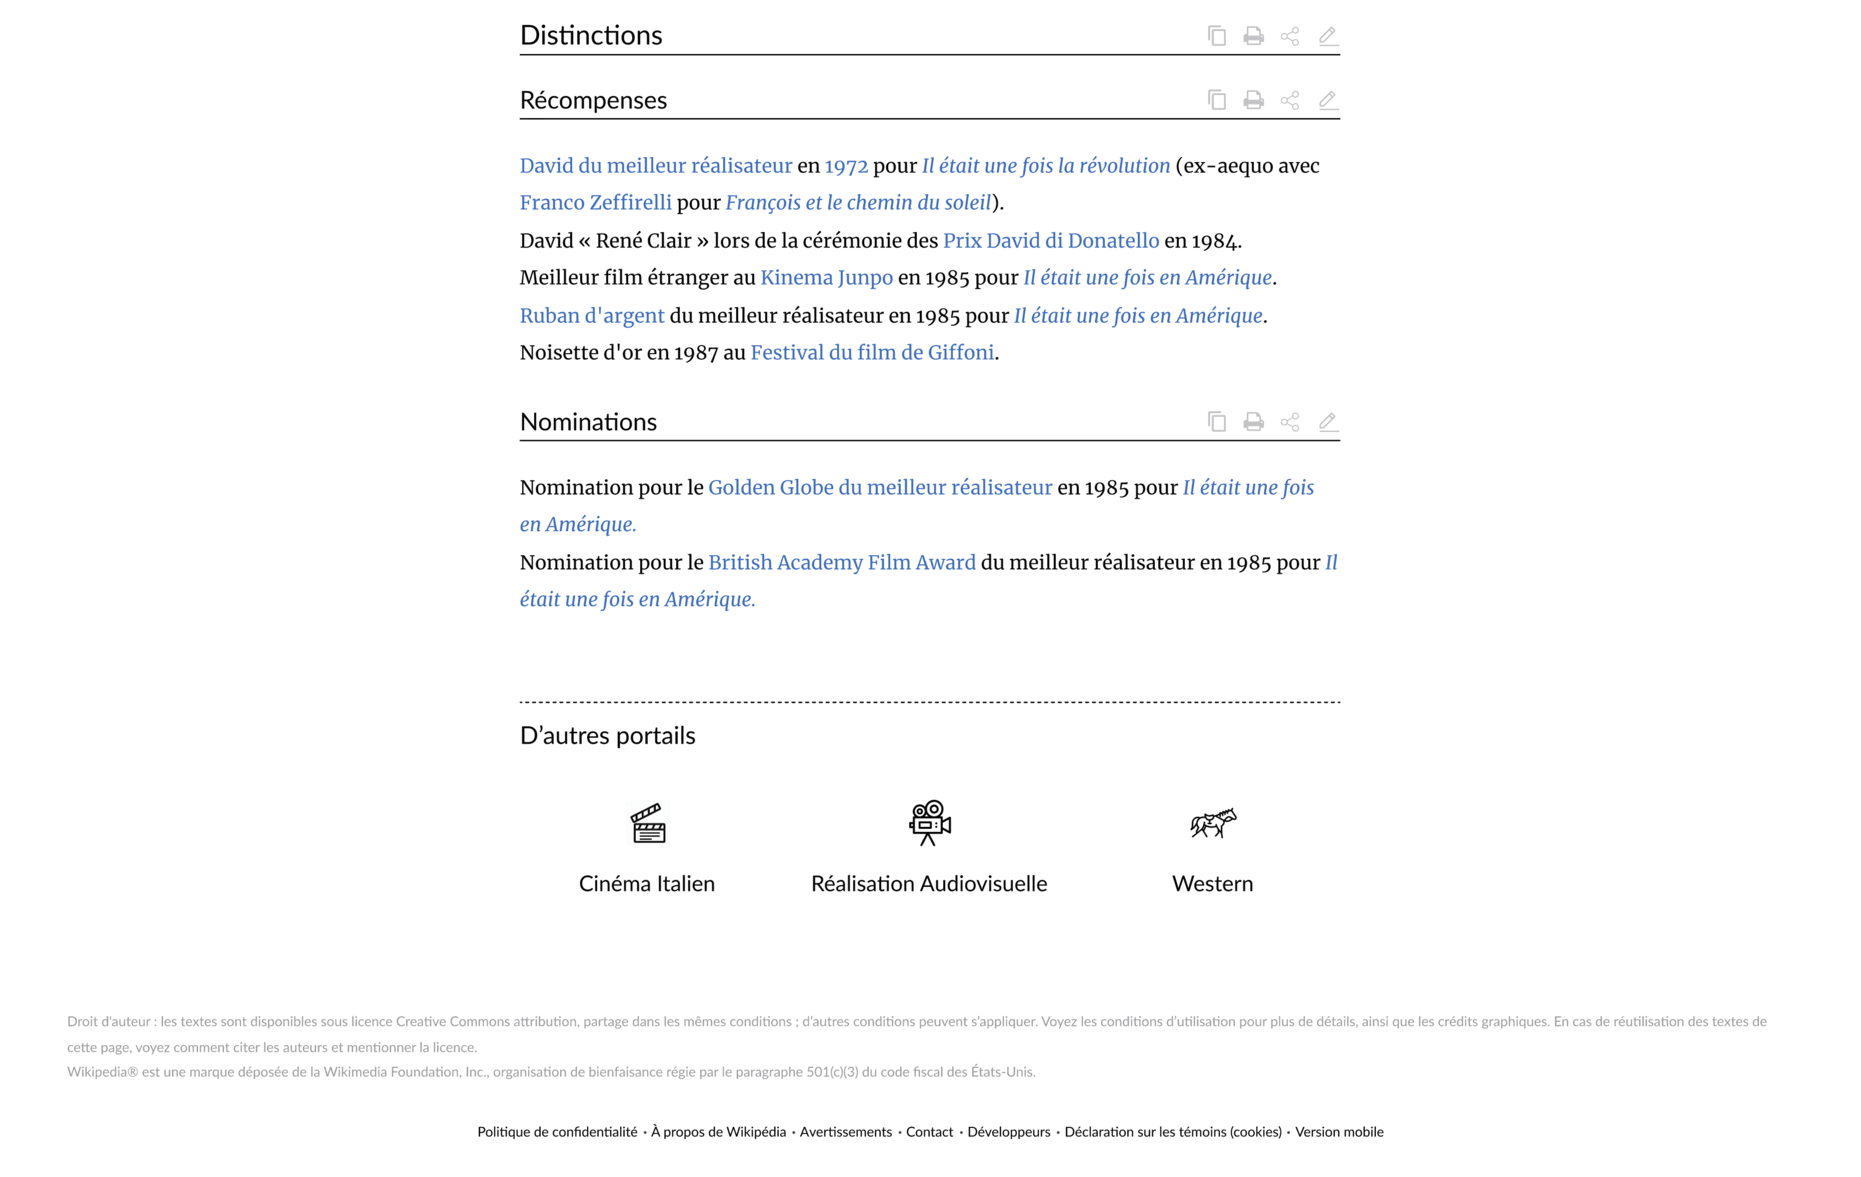 Distinctions
Récompenses
David du meilleur réalisateur en 1972 pour Il était une fois la révolution (ex-aequo avec
Franco Zeffirelli pour François et le chemin du soleil).
David « René Clair » lors de la cérémonie des Prix David di Donatello en 1984.
Meilleur film étranger au Kinema Junpo en 1985 pour Il était une fois en Amérique.
Ruban d'argent du meilleur réalisateur en 1985 pour Il était une fois en Amérique.
Noisette d'or en 1987 au Festival du film de Giffoni.
Nominations
Nomination pour le Golden Globe du meilleur réalisateur en 1985 pour Il était une fois
en Amérique.
Nomination pour le British Academy Film Award du meilleur réalisateur en 1985 pour Il
était une fois en Amérique.
D’autres portails
Cinéma Italien
Réalisation Audiovisuelle
Western
Droit d'auteur : les textes sont disponibles sous licence Creative Commons attribution, partage dans les mêmes conditions ; d’autres conditions peuvent s’appliquer. Voyez les conditions d’utilisation pour plus de détails, ainsi que les crédits graphiques. En cas de réutilisation des textes de
cette page, voyez comment citer les auteurs et mentionner la licence.
Wikipedia® est une marque déposée de la Wikimedia Foundation, Inc., organisation de bienfaisance régie par le paragraphe 501(c)(3) du code fiscal des États-Unis.
Politique de confidentialité • À propos de Wikipédia • Avertissements • Contact • Développeurs • Déclaration sur les témoins (cookies) • Version mobile